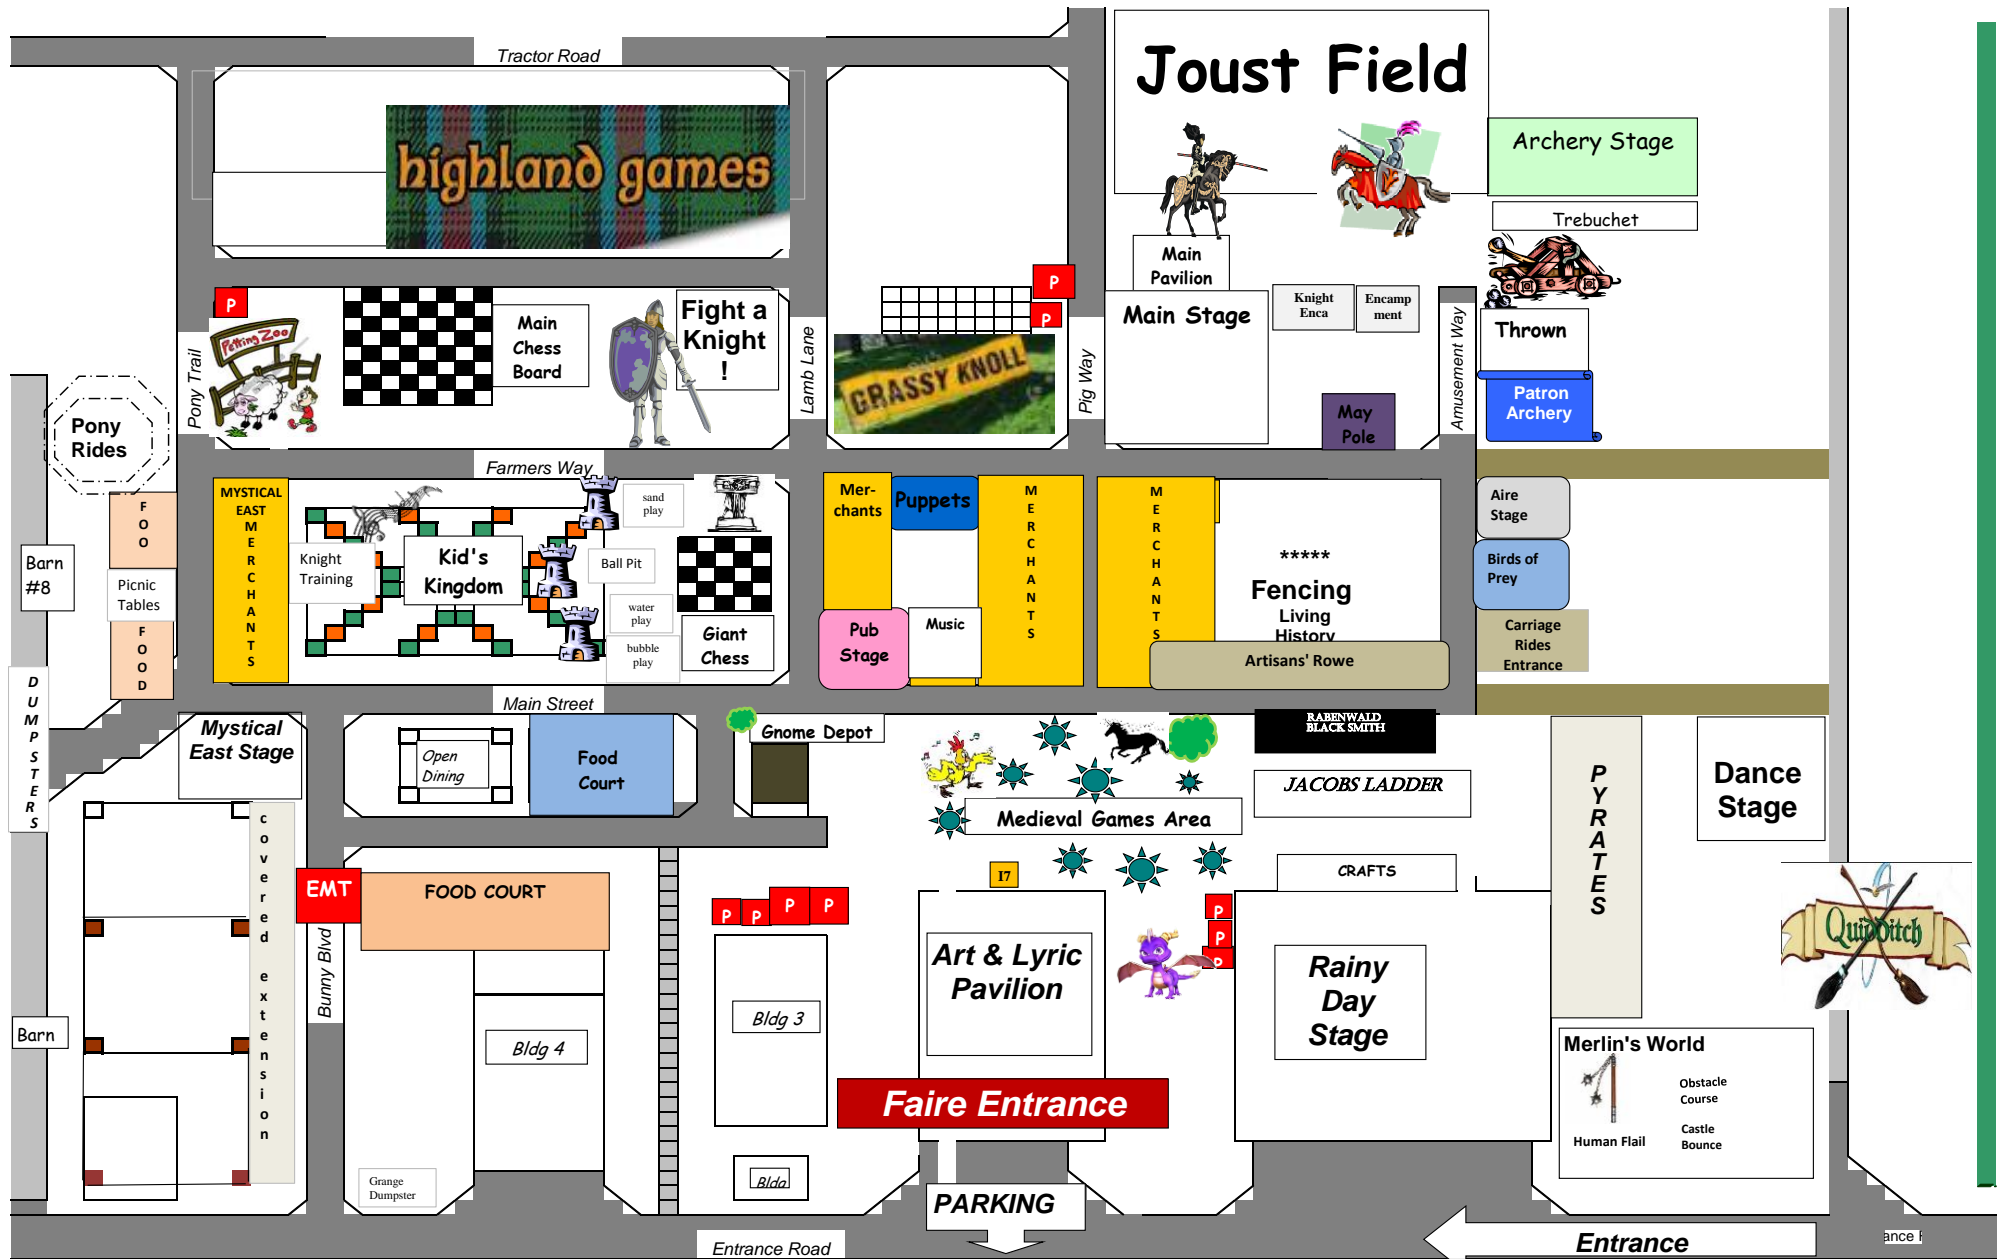 Tractor Road
Joust Field
highland games
Archery Stage
Trebuchet
Main
Pavilion
P
P
P
Petting Zoo
Main
Chess
Board
Fight a
Knight
!
GRASSY KNOLL
Main Stage
Knight
Enca
Encamp
ment
Thrown
Patron
Archery
May
Pole
Pony Trail
Lamb Lane
Pig Way
Amusement Way
Pony
Rides
Farmers Way
FOO
Picnic
Tables
FOOD
Barn
#8
MYSTICAL
EAST
MERCHANTS
Knight
Training
Kid's
Kingdom
sand
play
Ball Pit
water
play
bubble
play
Giant
Chess
Mer-
chants
Puppets
MERCHANTS
MERCHANTS
Pub
Stage
Music
*****
Fencing
Living
History
Artisans' Rowe
Aire
Stage
Birds of
Prey
Carriage
Rides
Entrance
DUMPSTERS
Main Street
Mystical
East Stage
Open
Dining
Food
Court
Gnome Depot
RABENWALD
BLACK SMITH
JACOBS LADDER
Medieval Games Area
CRAFTS
PYRATES
Dance
Stage
Quidditch
covered extension
EMT
FOOD COURT
I7
P
P
P
P
P
P
P
Bunny Blvd
Art & Lyric
Pavilion
Rainy
Day
Stage
Bldg 3
Bldg 4
Barn
Merlin's World
Obstacle
Course
Human Flail
Castle
Bounce
Faire Entrance
Grange
Dumpster
Bldg
PARKING
Entrance Road
Entrance